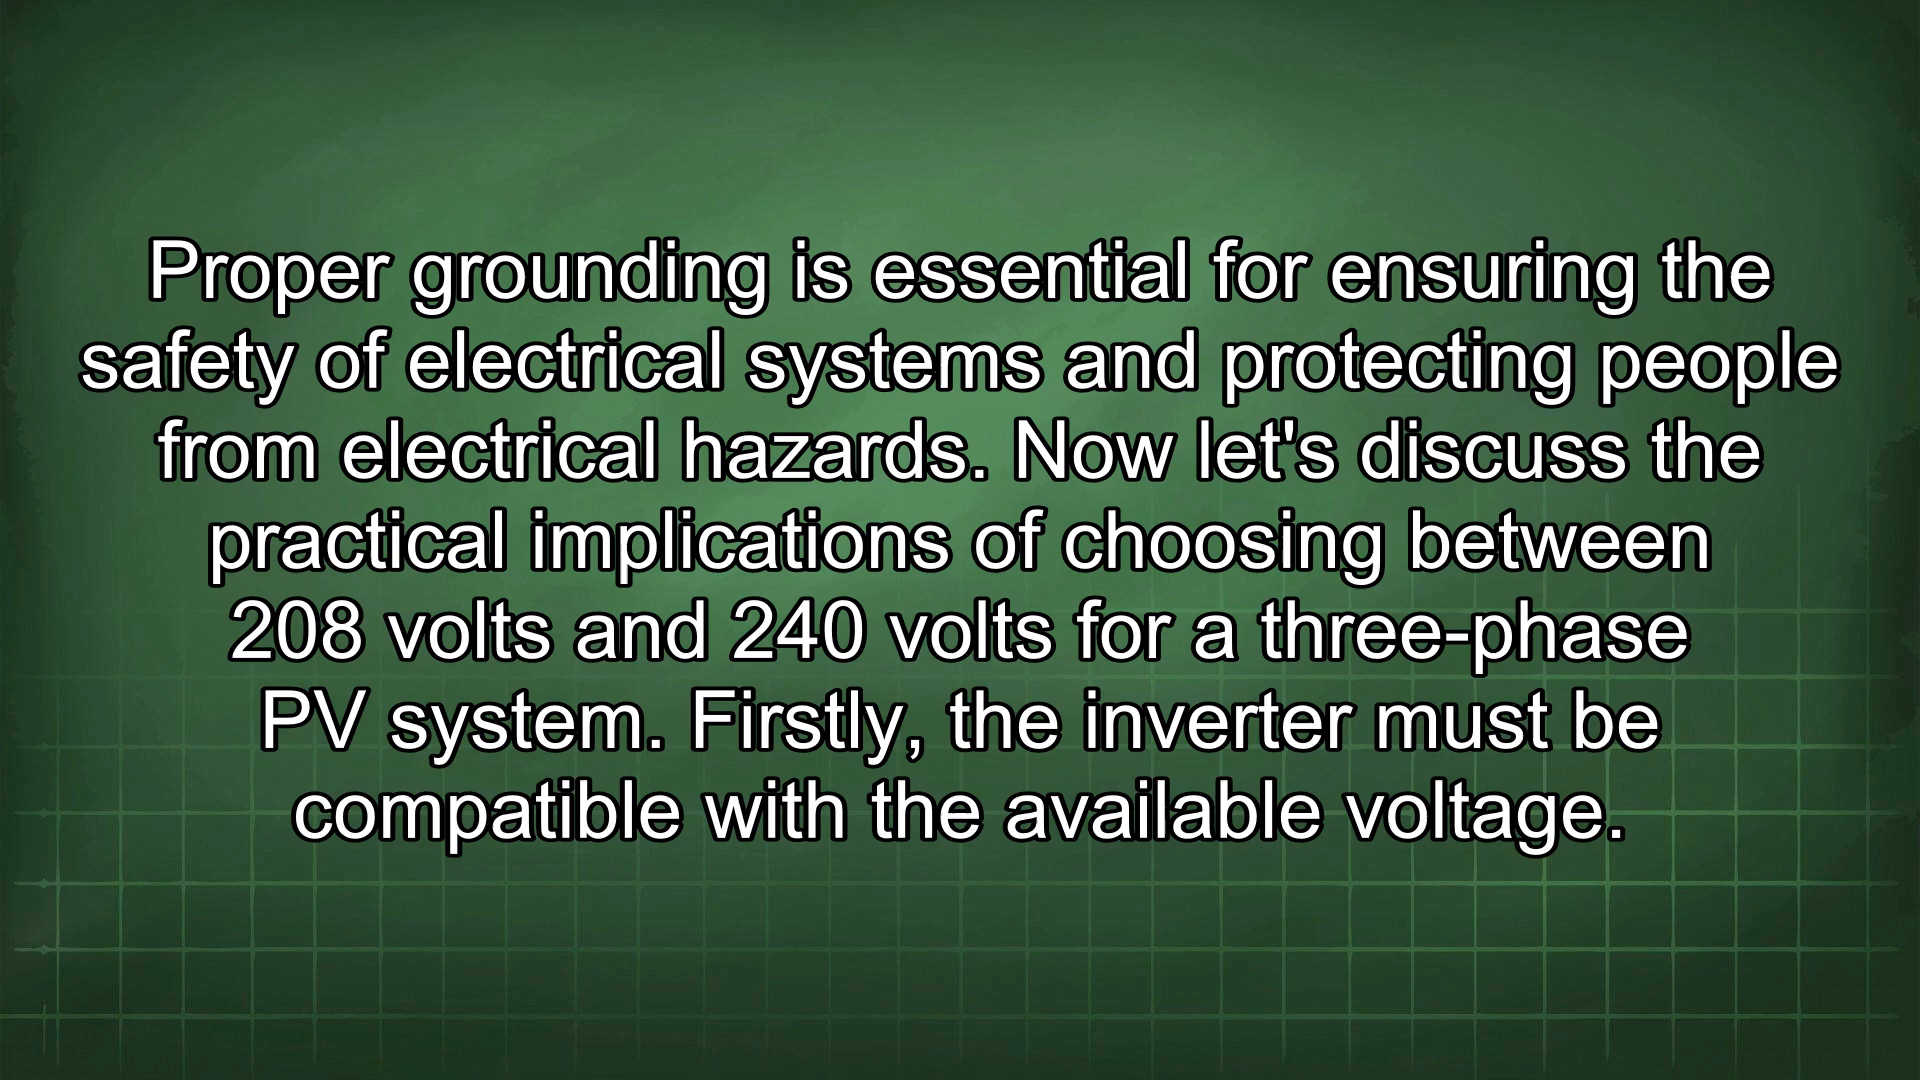 Proper grounding is essential for ensuring the
safety of electrical systems and protecting people
from electrical hazards. Now let's discuss the
practical implications of choosing between
208 volts and 240 volts for a three-phase
PV system. Firstly, the inverter must be
compatible with the available voltage.